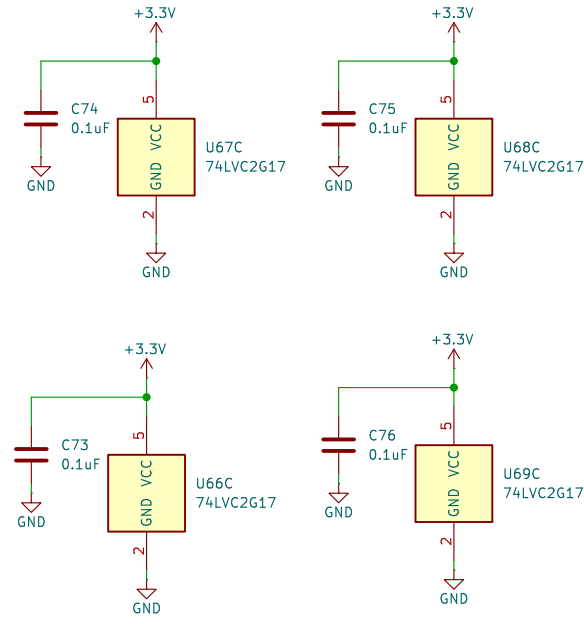 +3.3V
C74
0.1uF
5
VCC
GND
U67C
74LVC2G17
GND
2
GND
+3.3V
C75
0.1uF
5
VCC
GND
U68C
74LVC2G17
GND
2
GND
+3.3V
C73
0.1uF
5
VCC
GND
U66C
74LVC2G17
GND
2
GND
+3.3V
C76
0.1uF
5
VCC
GND
U69C
74LVC2G17
GND
2
GND